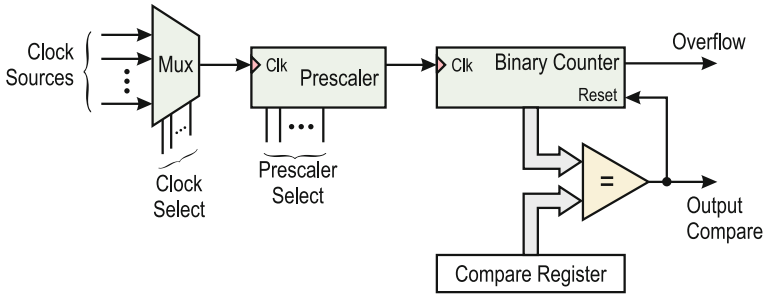 Clock
Sources
Mux
Clock
Select
Clk
Prescaler
Prescaler
Select
Clk
Binary Counter
Reset
Overflow
=
Output
Compare
Compare Register